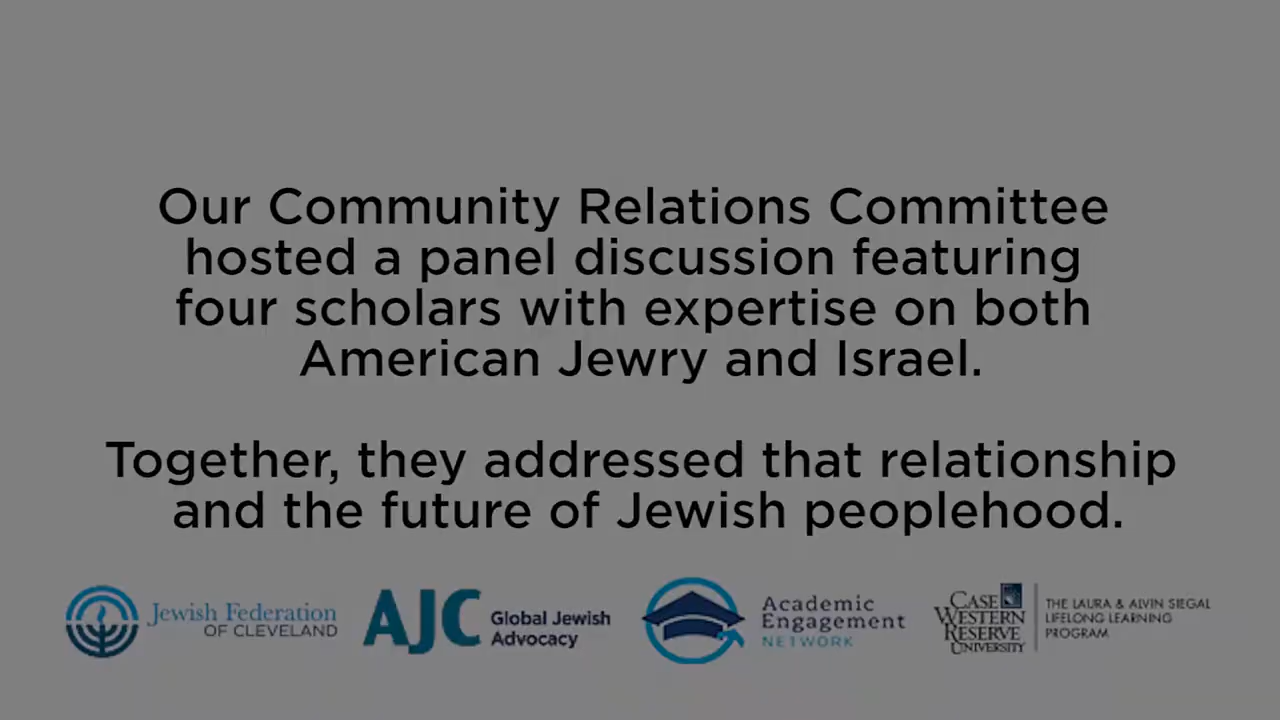 Our Community Relations Committee
hosted a panel discussion featuring
four scholars with expertise on both
American Jewry and Israel.
Together, they addressed that relationship
and the future of Jewish peoplehood.
Jewish Federation
OF CLEVELAND
AJC
Global Jewish
Advocacy
Academic
Engagement
NETWORK
CASE
WESTERN
RESERVE
UNIVERSITY
THE LAURA & ALVIN SIEGAL
LIFELONG LEARNING
PROGRAM